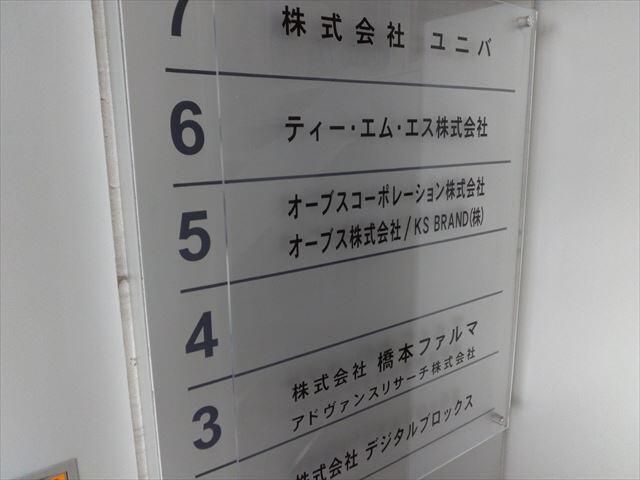 7 株式会社 ユニバ
6 ティー・エム・エス株式会社
5 オーブスコーポレーション株式会社
オーブス株式会社/KS BRAND(株)
4
3 株式会社 橋本ファルマ
アドヴァンスリサーチ株式会社
株式会社 デジタルブロックス